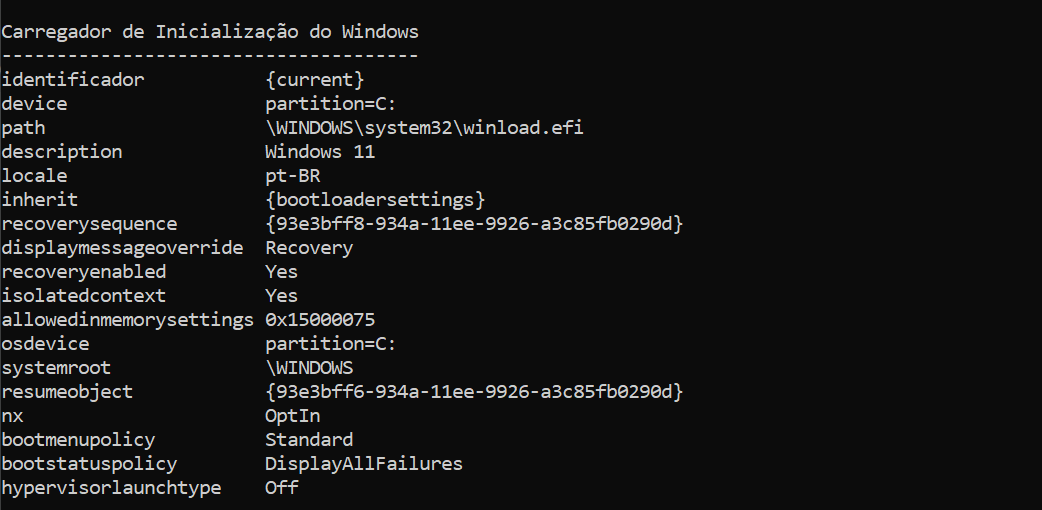 Carregador de Inicialização do Windows
--------------------------------------
identificador           {current}
device                  partition=C:
path                    \WINDOWS\system32\winload.efi
description             Windows 11
locale                  pt-BR
inherit                 {bootloadersettings}
recoverysequence        {93e3bff8-934a-11ee-9926-a3c85fb0290d}
displaymessageoverride  Recovery
recoveryenabled         Yes
isolatedcontext         Yes
allowedinmemorysettings 0x15000075
osdevice                partition=C:
systemroot              \WINDOWS
resumeobject            {93e3bff6-934a-11ee-9926-a3c85fb0290d}
nx                      OptIn
bootmenupolicy          Standard
bootstatuspolicy        DisplayAllFailures
hypervisorlaunchtype    Off